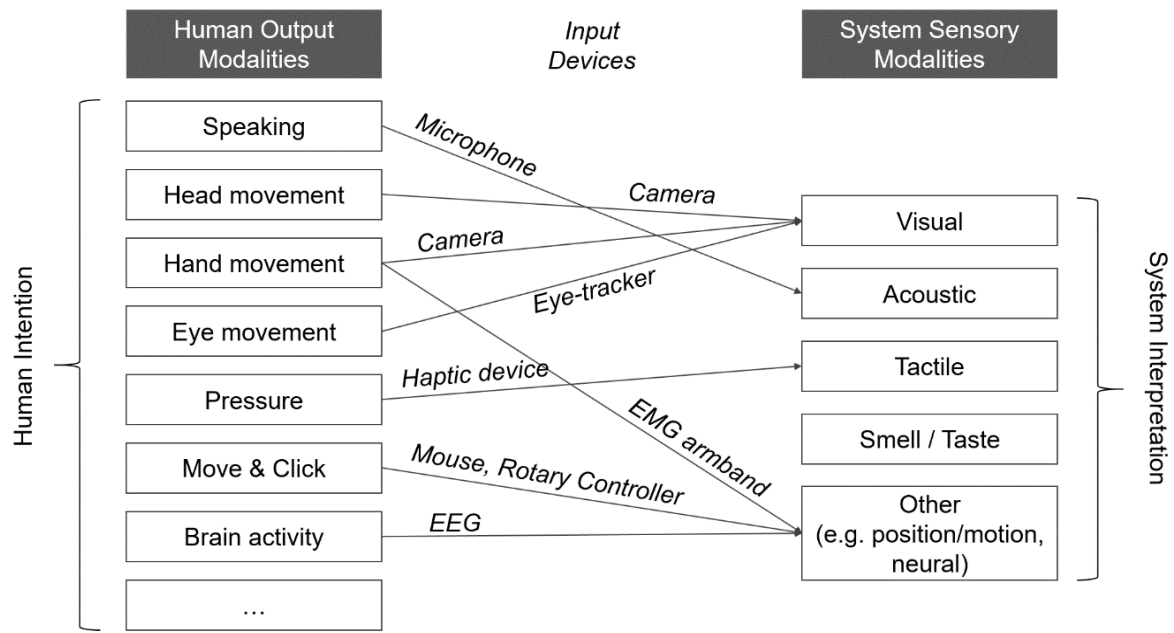 Human Output
Modalities
Input
Devices
System Sensory
Modalities
Human Intention
Speaking
Head movement
Hand movement
Eye movement
Pressure
Move & Click
Brain activity
...
Microphone
Camera
Camera
Eye-tracker
Haptic device
EMG armband
Mouse, Rotary Controller
EEG
Visual
Acoustic
Tactile
Smell / Taste
Other
(e.g. position/motion,
neural)
System Interpretation